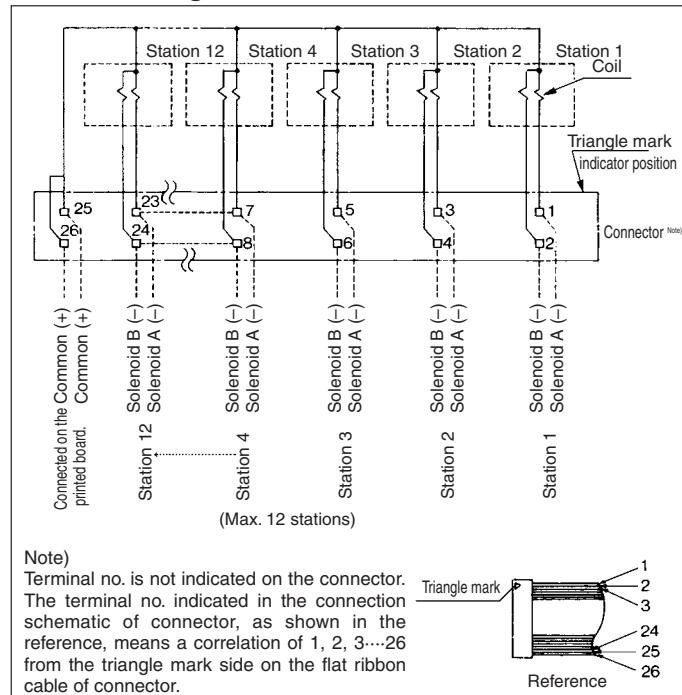 Station 12 Station 4 Station 3 Station 2 Station 1
Coil
Triangle mark
indicator position
25 23 7 5 3 1
26 24 8 6 4 2
Connector Note)
Connected on the
printed board.
Common (+)
Common (+)
Solenoid B (−)
Solenoid A (−)
Solenoid B (−)
Solenoid A (−)
Solenoid B (−)
Solenoid A (−)
Solenoid B (−)
Solenoid A (−)
Solenoid B (−)
Solenoid A (−)
Station 12
Station 4
Station 3
Station 2
Station 1
(Max. 12 stations)
Note)
Terminal no. is not indicated on the connector.
The terminal no. indicated in the connection
schematic of connector, as shown in the
reference, means a correlation of 1, 2, 3····26
from the triangle mark side on the flat ribbon
cable of connector.
Triangle mark
1
2
3
24
25
26
Reference